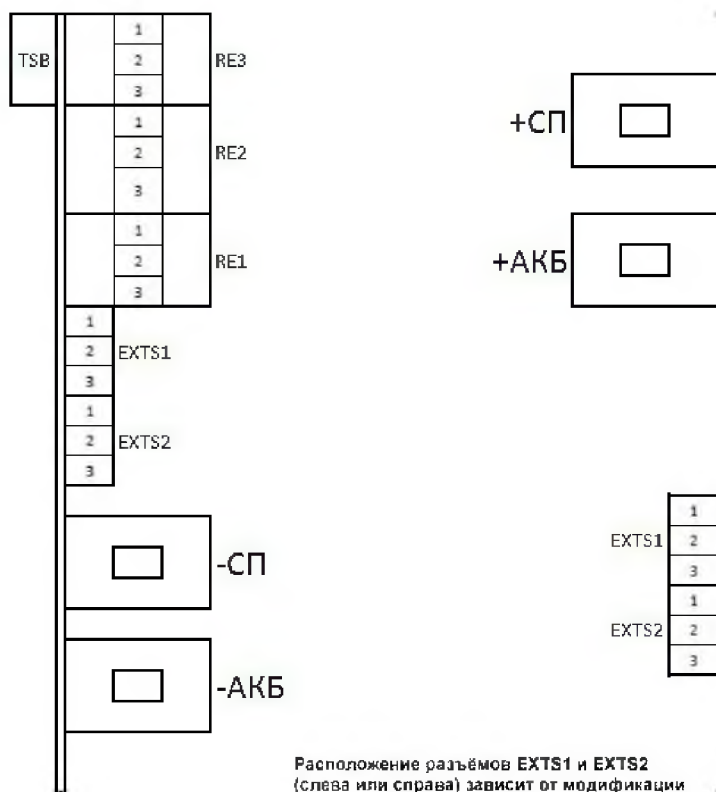 TSB
1
2
3
RE3
1
2
3
RE2
1
2
3
RE1
1
2
3
EXTS1
1
2
3
EXTS2
-СП
-АКБ
+СП
+АКБ
EXTS1
1
2
3
EXTS2
1
2
3
Расположение разъёмов EXTS1 и EXTS2
(слева или справа) зависит от модификации